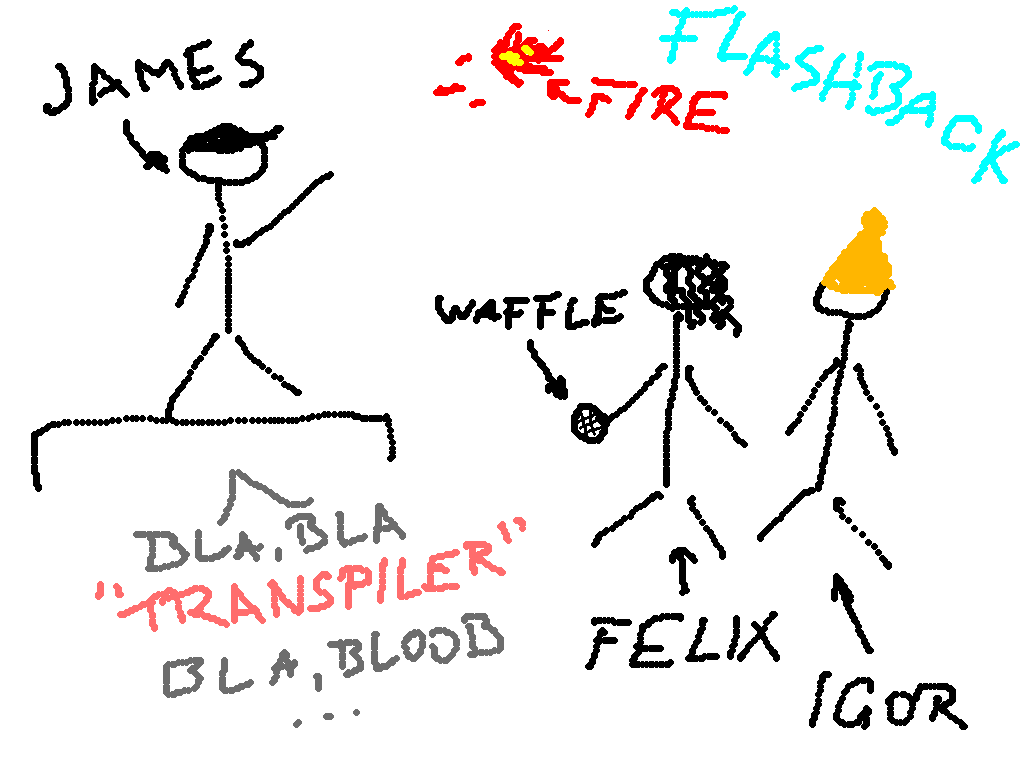 JAMES
FIRE
FLASHBACK
WAFFLE
BLA, BLA
"TRANSPILER"
BLA, BLOOD
...
FELIX
IGOR